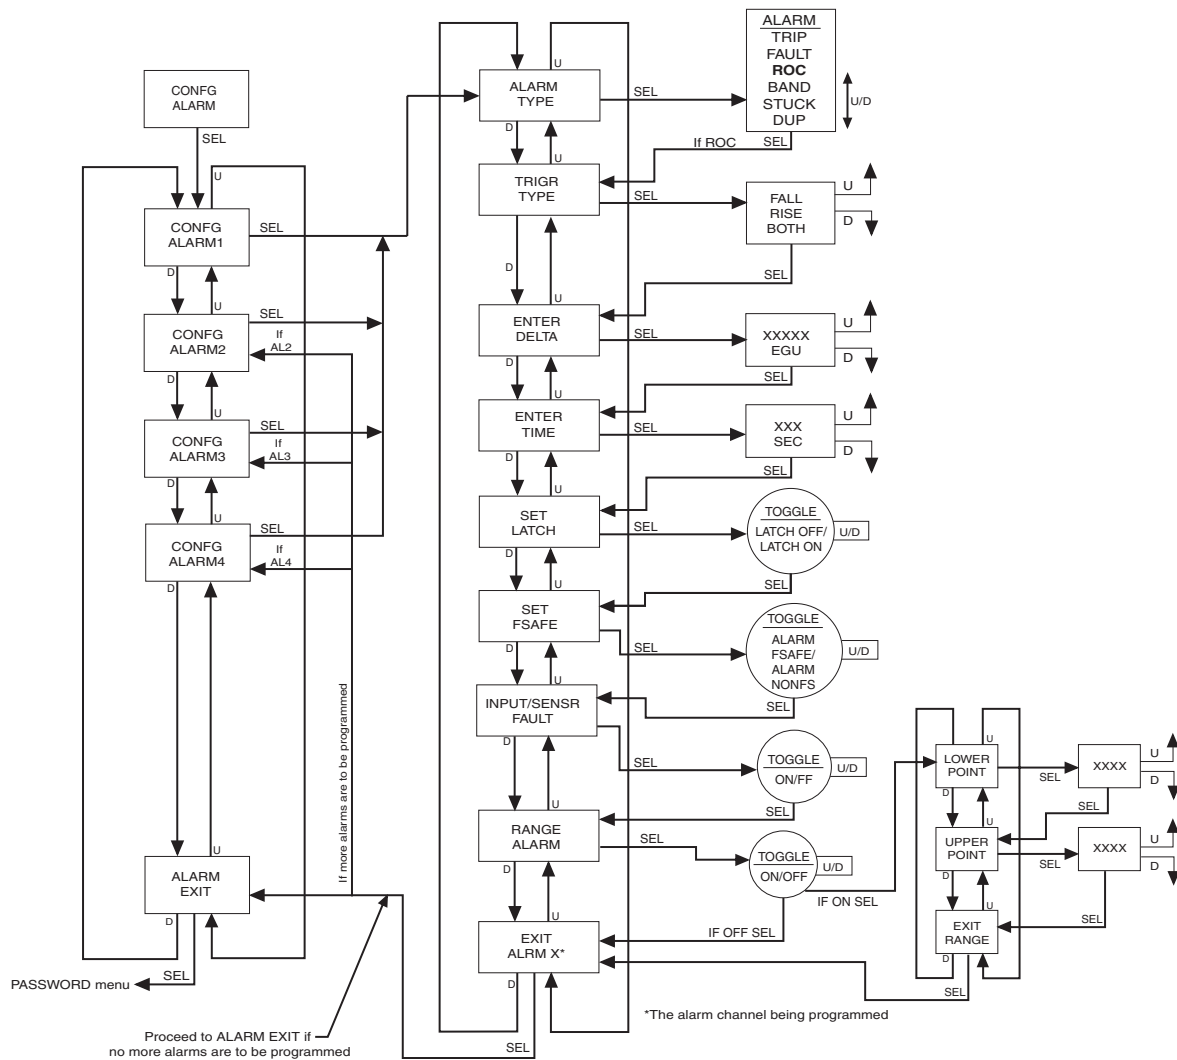 CONFG
ALARM
SEL
U
CONFG
ALARM1
SEL
D
U
CONFG
ALARM2
SEL
If
AL2
D
U
CONFG
ALARM3
SEL
If
AL3
D
U
CONFG
ALARM4
SEL
If
AL4
D
U
If more alarms are to be programmed
ALARM
EXIT
D
SEL
PASSWORD menu
Proceed to ALARM EXIT if
no more alarms are to be programmed
U
ALARM
TYPE
SEL
ALARM
TRIP
FAULT
ROC
BAND
STUCK
DUP
U/D
SEL
If ROC
D
U
TRIGR
TYPE
SEL
FALL
RISE
BOTH
U
D
SEL
D
U
ENTER
DELTA
SEL
XXXXX
EGU
U
D
SEL
D
U
ENTER
TIME
SEL
XXX
SEC
U
D
SEL
D
U
SET
LATCH
SEL
TOGGLE
LATCH OFF/
LATCH ON
U/D
SEL
D
U
SET
FSAFE
SEL
TOGGLE
ALARM
FSAFE/
ALARM
NONFS
U/D
SEL
D
U
INPUT/SENSR
FAULT
SEL
TOGGLE
ON/FF
U/D
SEL
D
U
RANGE
ALARM
SEL
TOGGLE
ON/OFF
U/D
IF ON SEL
IF OFF SEL
D
U
EXIT
ALRM X*
D
SEL
U
LOWER
POINT
SEL
XXXX
U
D
SEL
D
U
UPPER
POINT
SEL
XXXX
U
D
SEL
D
U
EXIT
RANGE
D
SEL
*The alarm channel being programmed